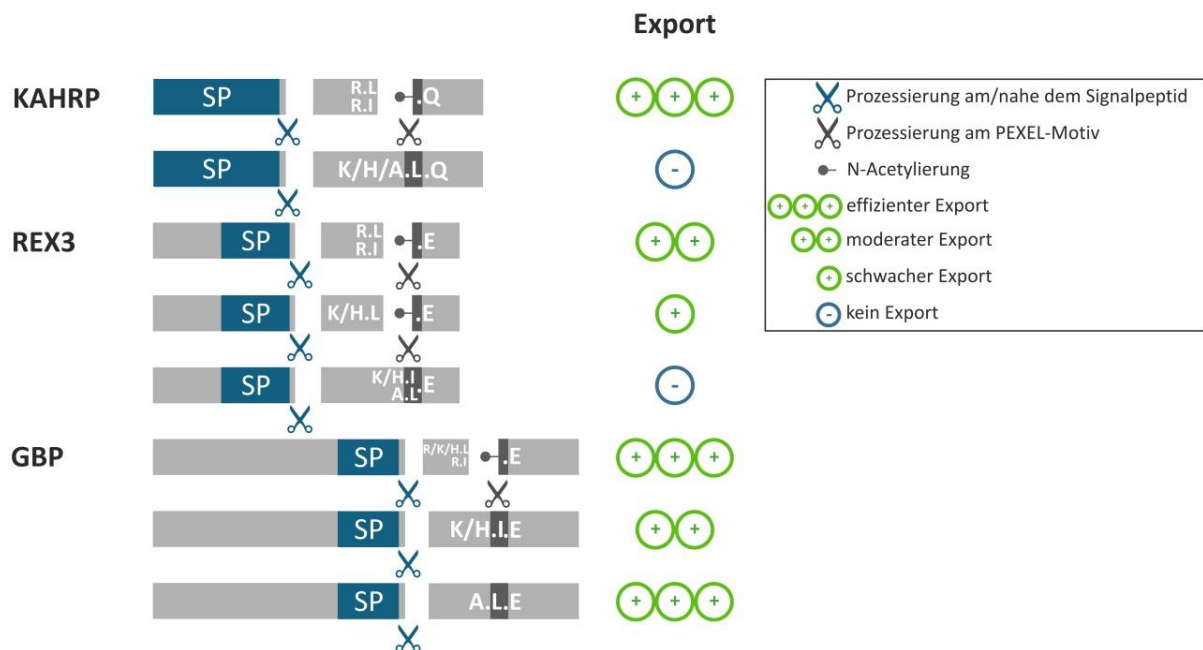 Export
KAHRP
SP
R.L
R.I
.Q
+ + +
SP
K/H/A.L.Q
-
REX3
SP
R.L
R.I
.E
+ +
SP
K/H.L
.E
+
SP
K/H.I
A.L
.E
-
GBP
SP
R/K/H.L
R.I
.E
+ + +
SP
K/H.I.E
+ +
SP
A.L.E
+ + +
Prozessierung am/nahe dem Signalpeptid
Prozessierung am PEXEL-Motiv
N-Acetylierung
+ + + effizienter Export
+ + moderater Export
+ schwacher Export
- kein Export